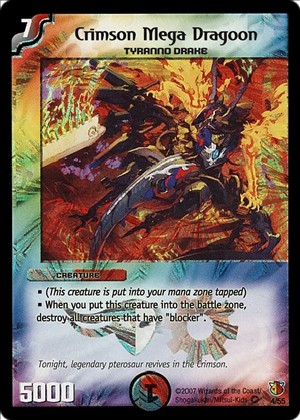 7
Crimson Mega Dragoon
TYRANNO DRAKE
CREATURE
▪ (This creature is put into your mana zone tapped)
▪ When you put this creature into the battle zone,
destroy all creatures that have "blocker".
Tonight, legendary pterosaur revives in the Crimson.
5000
1
©2007 Wizards of the Coast/
Shogakukan/Mitsui-Kids
4/55